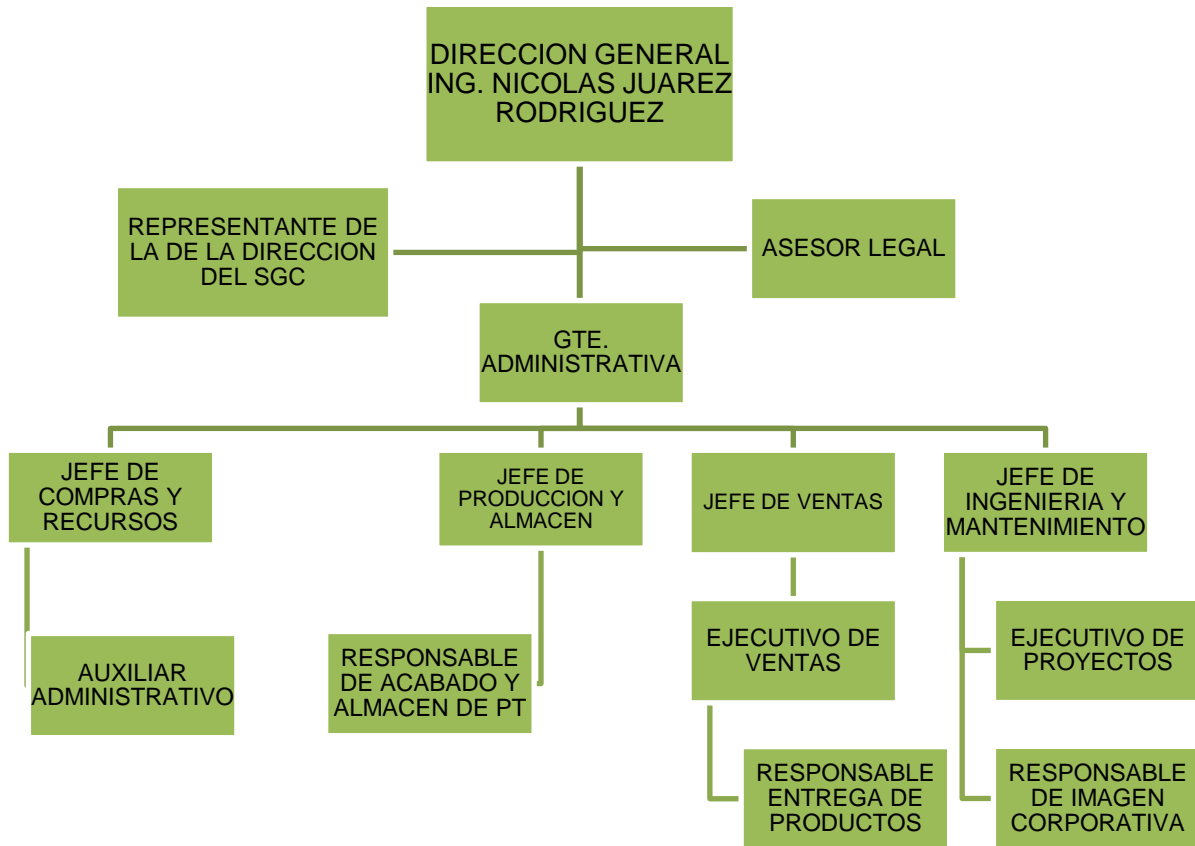 DIRECCION GENERAL
ING. NICOLAS JUAREZ
RODRIGUEZ
REPRESENTANTE DE
LA DE LA DIRECCION
DEL SGC
ASESOR LEGAL
GTE.
ADMINISTRATIVA
JEFE DE
COMPRAS Y
RECURSOS
JEFE DE
PRODUCCION Y
ALMACEN
JEFE DE VENTAS
JEFE DE
INGENIERIA Y
MANTENIMIENTO
AUXILIAR
ADMINISTRATIVO
RESPONSABLE
DE ACABADO Y
ALMACEN DE PT
EJECUTIVO DE
VENTAS
EJECUTIVO DE
PROYECTOS
RESPONSABLE
ENTREGA DE
PRODUCTOS
RESPONSABLE
DE IMAGEN
CORPORATIVA